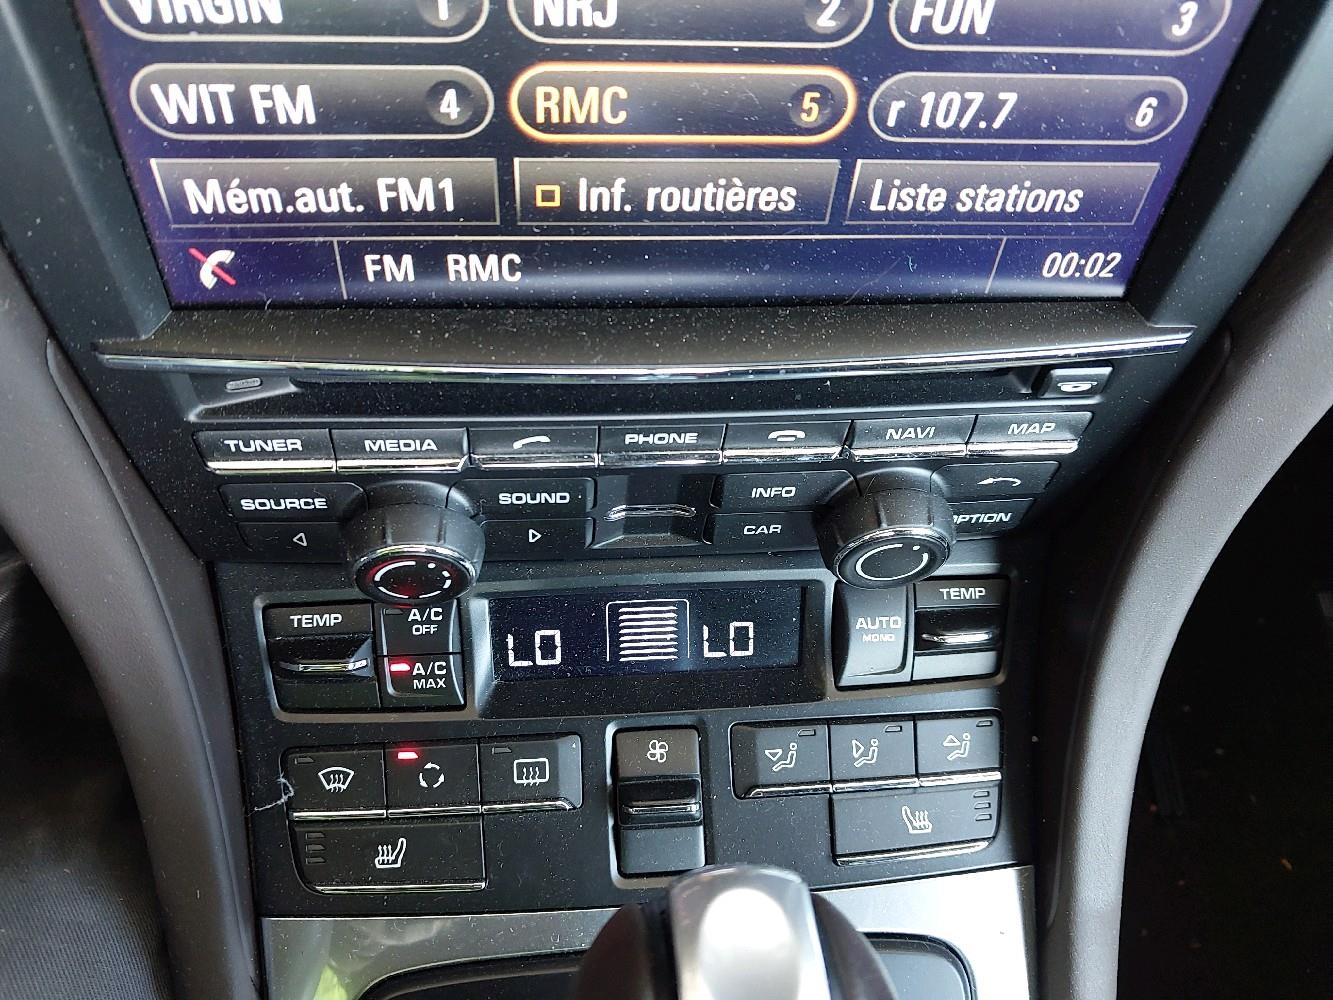 VIRGIN 1 NRJ 2 FUN 3
WIT FM 4 RMC 5 r 107.7 6
Mém.aut. FM1 Inf. routières Liste stations
FM RMC 00:02
TUNER MEDIA PHONE NAVI MAP
SOURCE SOUND INFO
CAR OPTION
TEMP A/C OFF LO LO AUTO MONO TEMP
A/C MAX